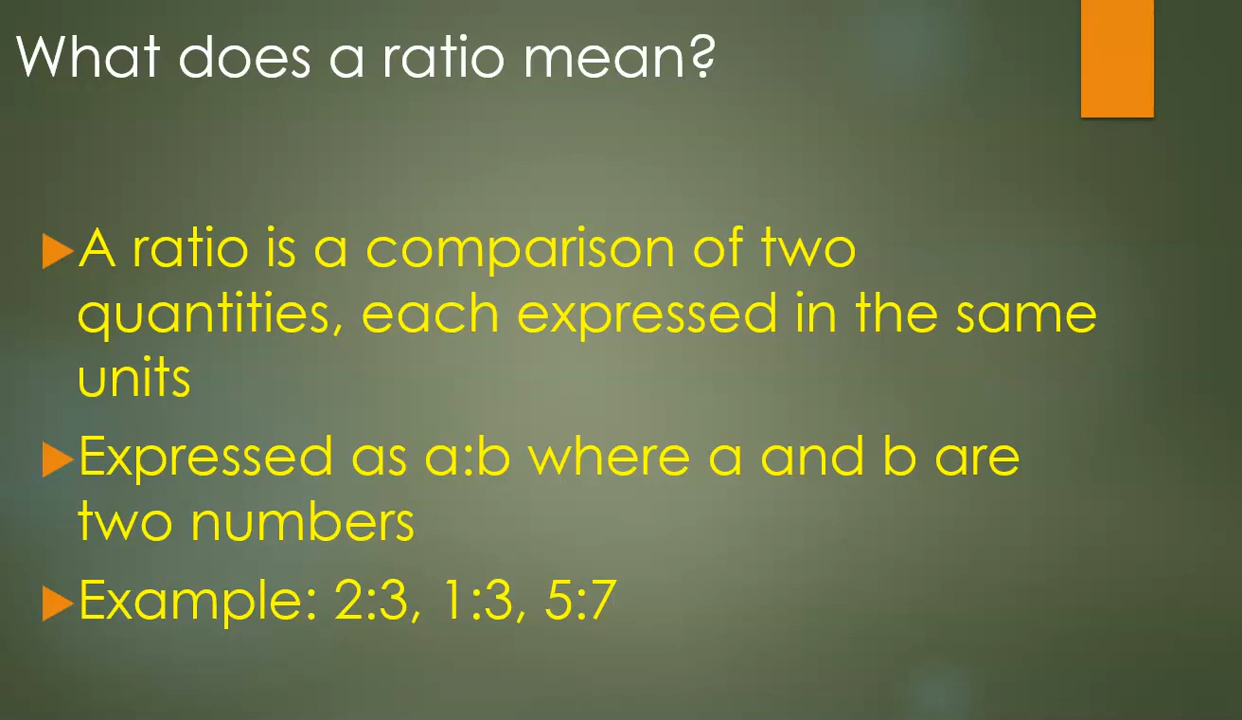 What does a ratio mean?
A ratio is a comparison of two
quantities, each expressed in the same
units
Expressed as a:b where a and b are
two numbers
Example: 2:3, 1:3, 5:7